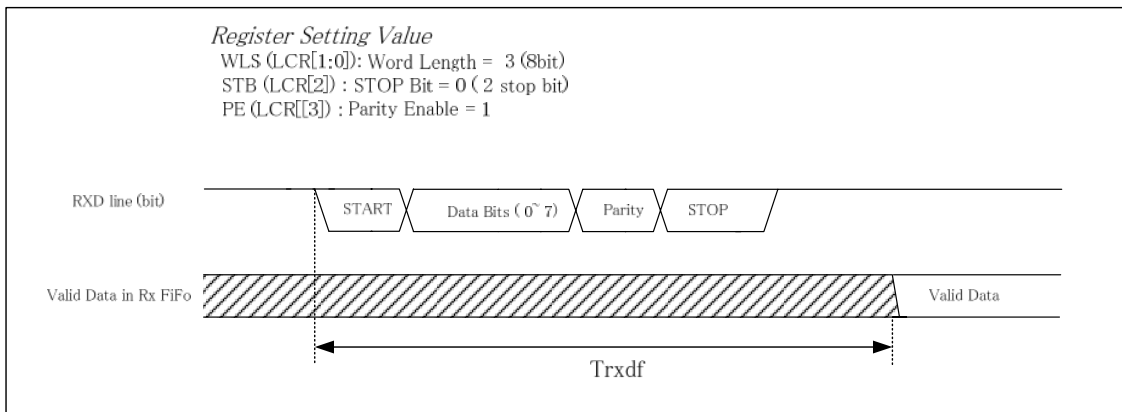 Register Setting Value
WLS (LCR[1:0]): Word Length = 3 (8bit)
STB (LCR[2]) : STOP Bit = 0 ( 2 stop bit)
PE (LCR[[3]) : Parity Enable = 1
RXD line (bit)
START
Data Bits ( 0~ 7)
Parity
STOP
Valid Data in Rx FiFo
Valid Data
Trxdf